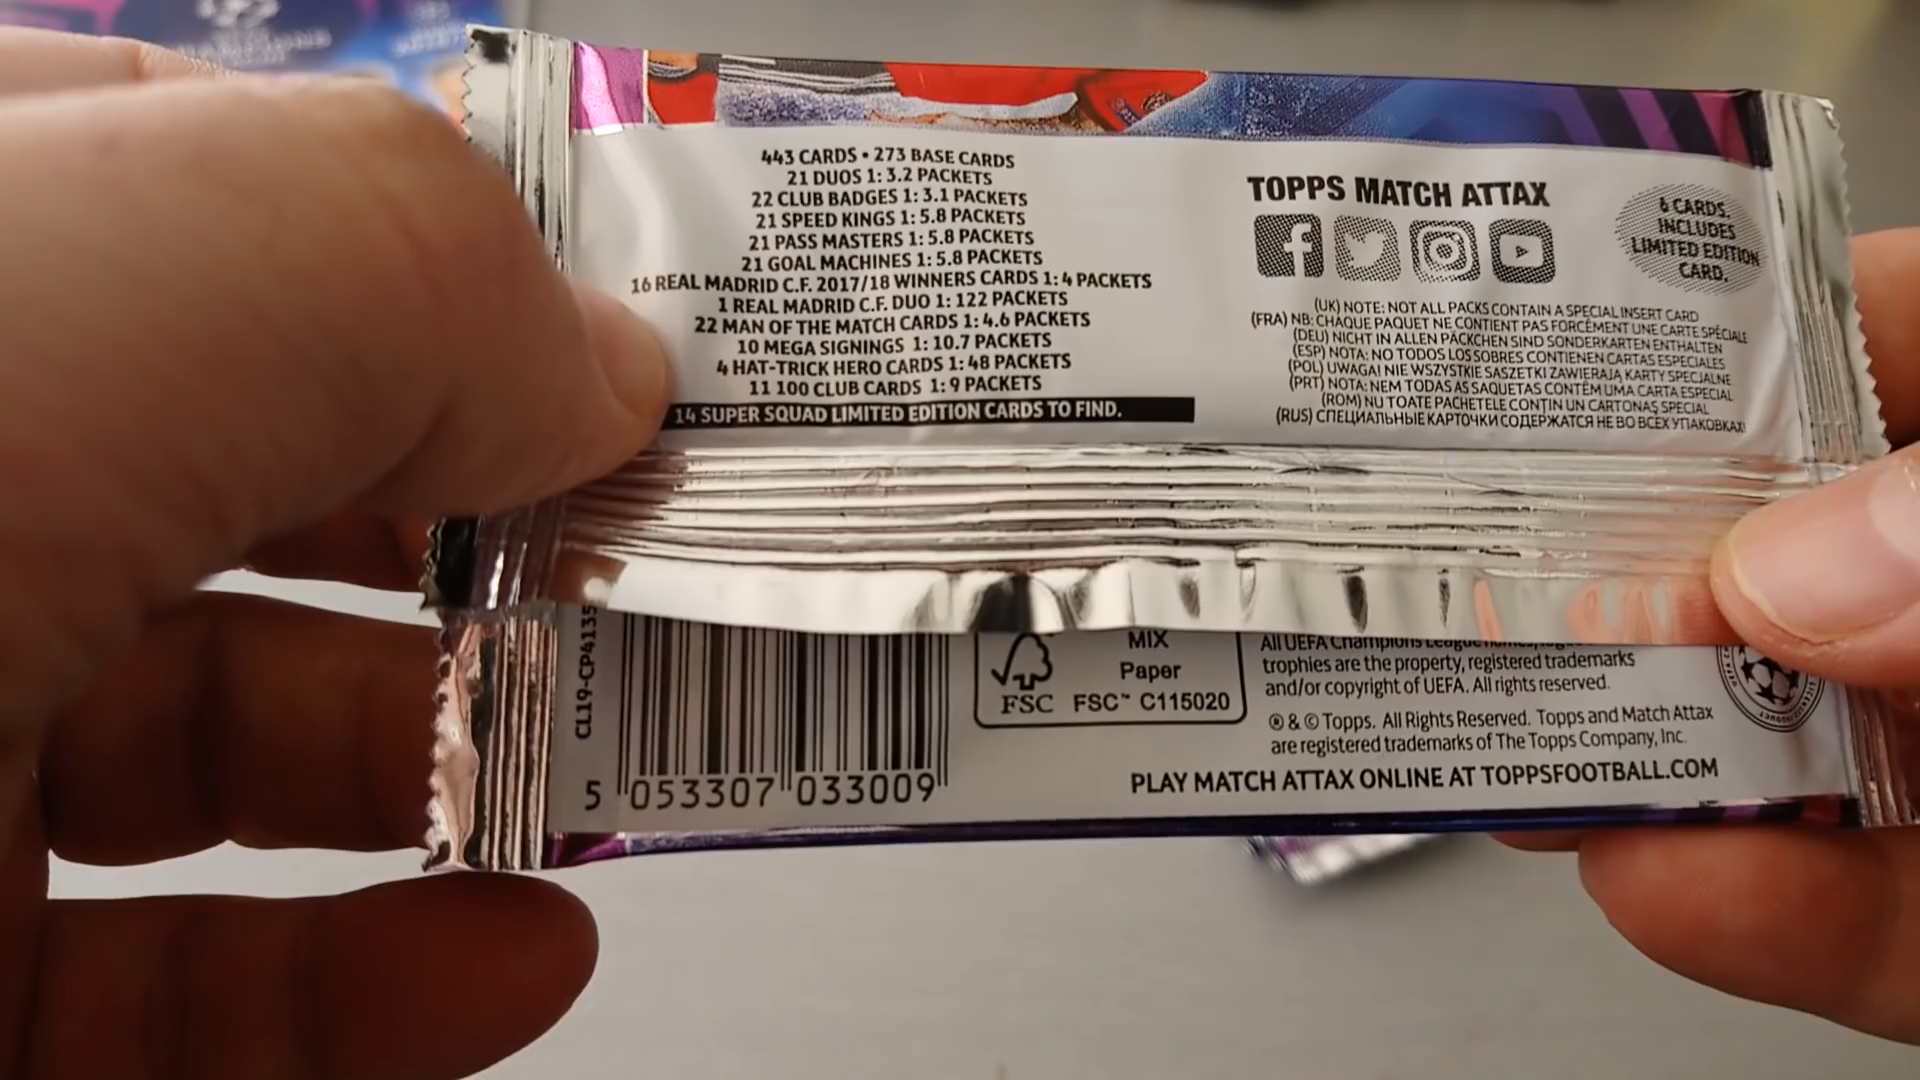 443 CARDS • 273 BASE CARDS
21 DUOS 1: 3.2 PACKETS
22 CLUB BADGES 1: 3.1 PACKETS
21 SPEED KINGS 1: 5.8 PACKETS
21 PASS MASTERS 1: 5.8 PACKETS
21 GOAL MACHINES 1: 5.8 PACKETS
16 REAL MADRID C.F. 2017/18 WINNERS CARDS 1: 4 PACKETS
1 REAL MADRID C.F. DUO 1: 122 PACKETS
22 MAN OF THE MATCH CARDS 1: 4.6 PACKETS
10 MEGA SIGNINGS 1: 10.7 PACKETS
4 HAT-TRICK HERO CARDS 1: 48 PACKETS
11 100 CLUB CARDS 1: 9 PACKETS
14 SUPER SQUAD LIMITED EDITION CARDS TO FIND.
TOPPS MATCH ATTAX
6 CARDS.
INCLUDES
LIMITED EDITION
CARD.
(UK) NOTE: NOT ALL PACKS CONTAIN A SPECIAL INSERT CARD
(FRA) NB: CHAQUE PAQUET NE CONTIENT PAS FORCÉMENT UNE CARTE SPÉCIALE
(DEU) NICHT IN ALLEN PÄCKCHEN SIND SONDERKARTEN ENTHALTEN
(ESP) NOTA: NO TODOS LOS SOBRES CONTIENEN CARTAS ESPECIALES
(POL) UWAGA! NIE WSZYSTKIE SASZETKI ZAWIERAJĄ KARTY SPECJALNE
(PRT) NOTA: NEM TODAS AS SAQUETAS CONTÊM UMA CARTA ESPECIAL
(ROM) NU TOATE PACHETELE CONȚIN UN CARTONAȘ SPECIAL
(RUS) СПЕЦИАЛЬНЫЕ КАРТОЧКИ СОДЕРЖАТСЯ НЕ ВО ВСЕХ УПАКОВКАХ!
CL19-CP4135
5 053307 033009
MIX
Paper
FSC FSC™ C115020
All UEFA Champions League
trophies are the property, registered trademarks
and/or copyright of UEFA. All rights reserved.
® & © Topps. All Rights Reserved. Topps and Match Attax
are registered trademarks of The Topps Company, Inc.
PLAY MATCH ATTAX ONLINE AT TOPPSFOOTBALL.COM